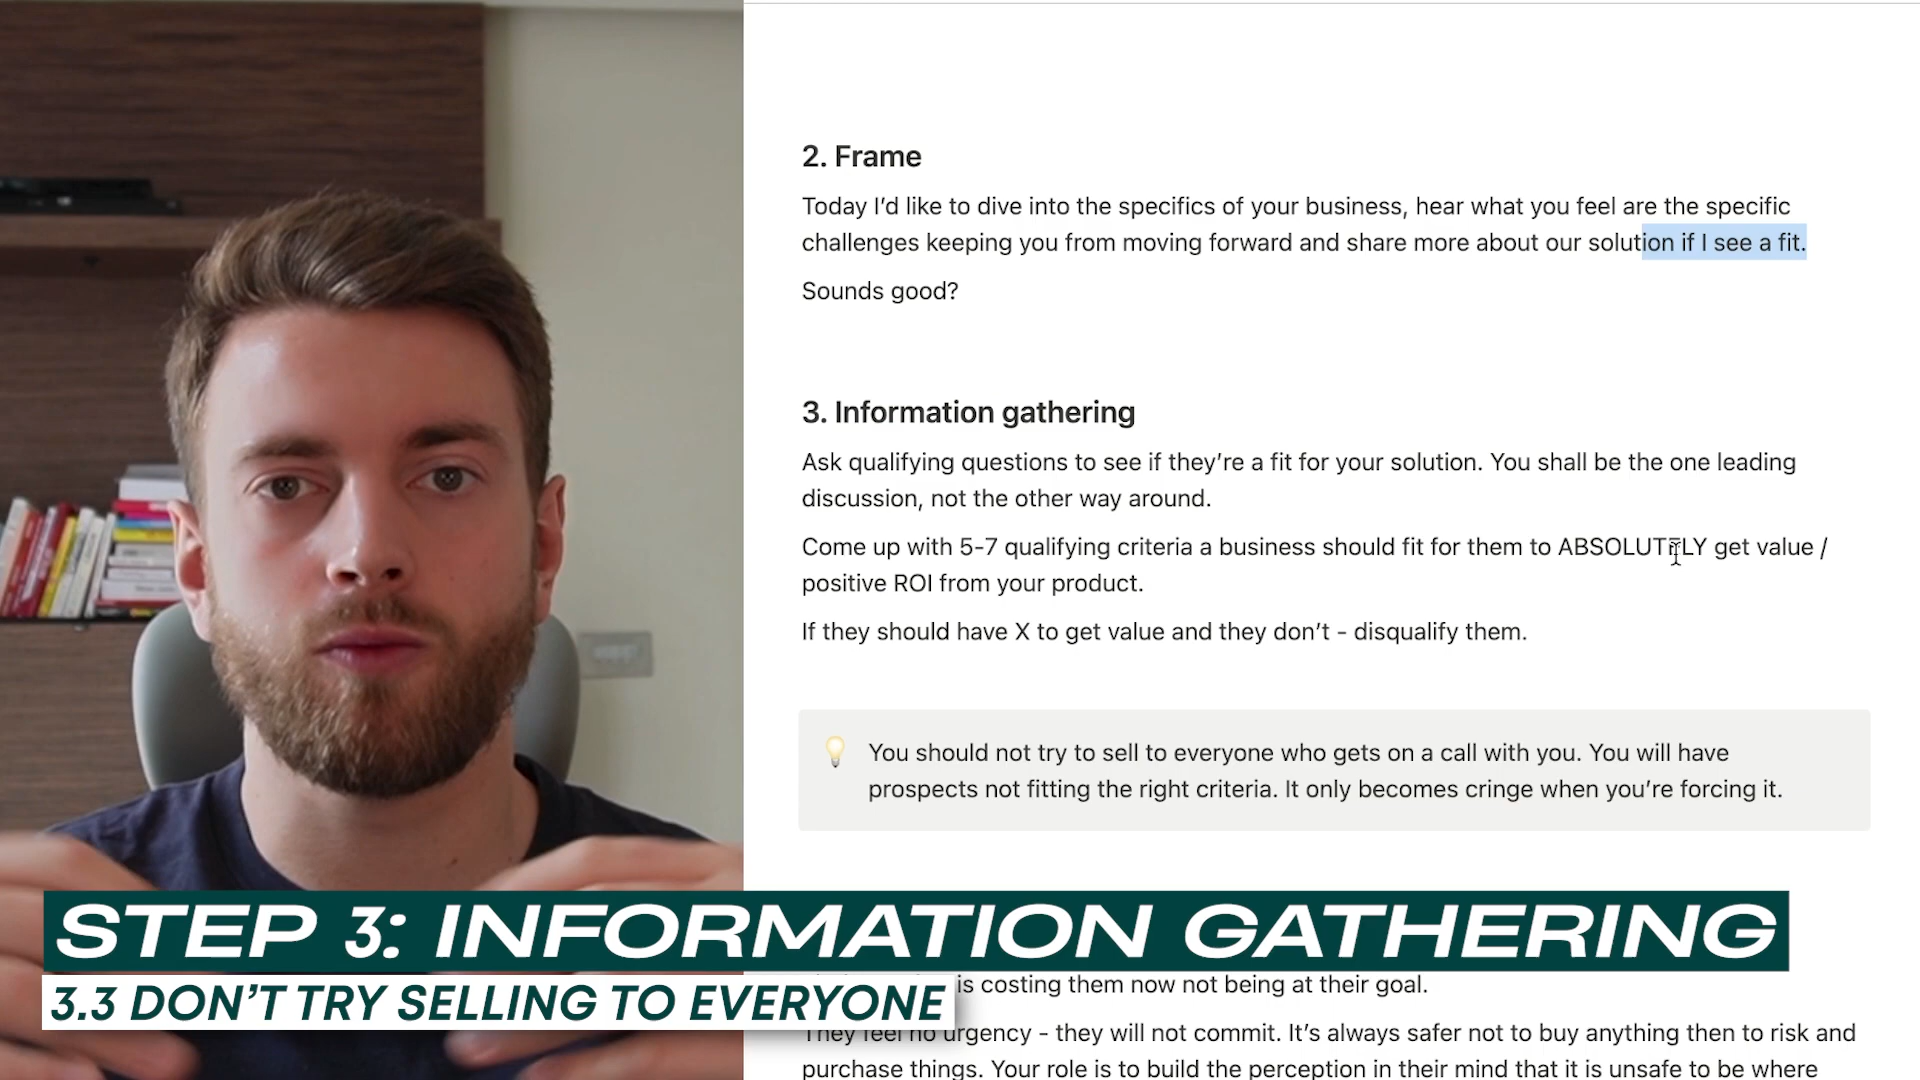 2. Frame
Today I’d like to dive into the specifics of your business, hear what you feel are the specific
challenges keeping you from moving forward and share more about our solution if I see a fit.
Sounds good?
3. Information gathering
Ask qualifying questions to see if they’re a fit for your solution. You shall be the one leading
discussion, not the other way around.
Come up with 5-7 qualifying criteria a business should fit for them to ABSOLUTELY get value /
positive ROI from your product.
If they should have X to get value and they don’t - disqualify them.
You should not try to sell to everyone who gets on a call with you. You will have
prospects not fitting the right criteria. It only becomes cringe when you’re forcing it.
STEP 3: INFORMATION GATHERING
is costing them now not being at their goal.
3.3 DON’T TRY SELLING TO EVERYONE
They feel no urgency - they will not commit. It’s always safer not to buy anything then to risk and
purchase things. Your role is to build the perception in their mind that it is unsafe to be where